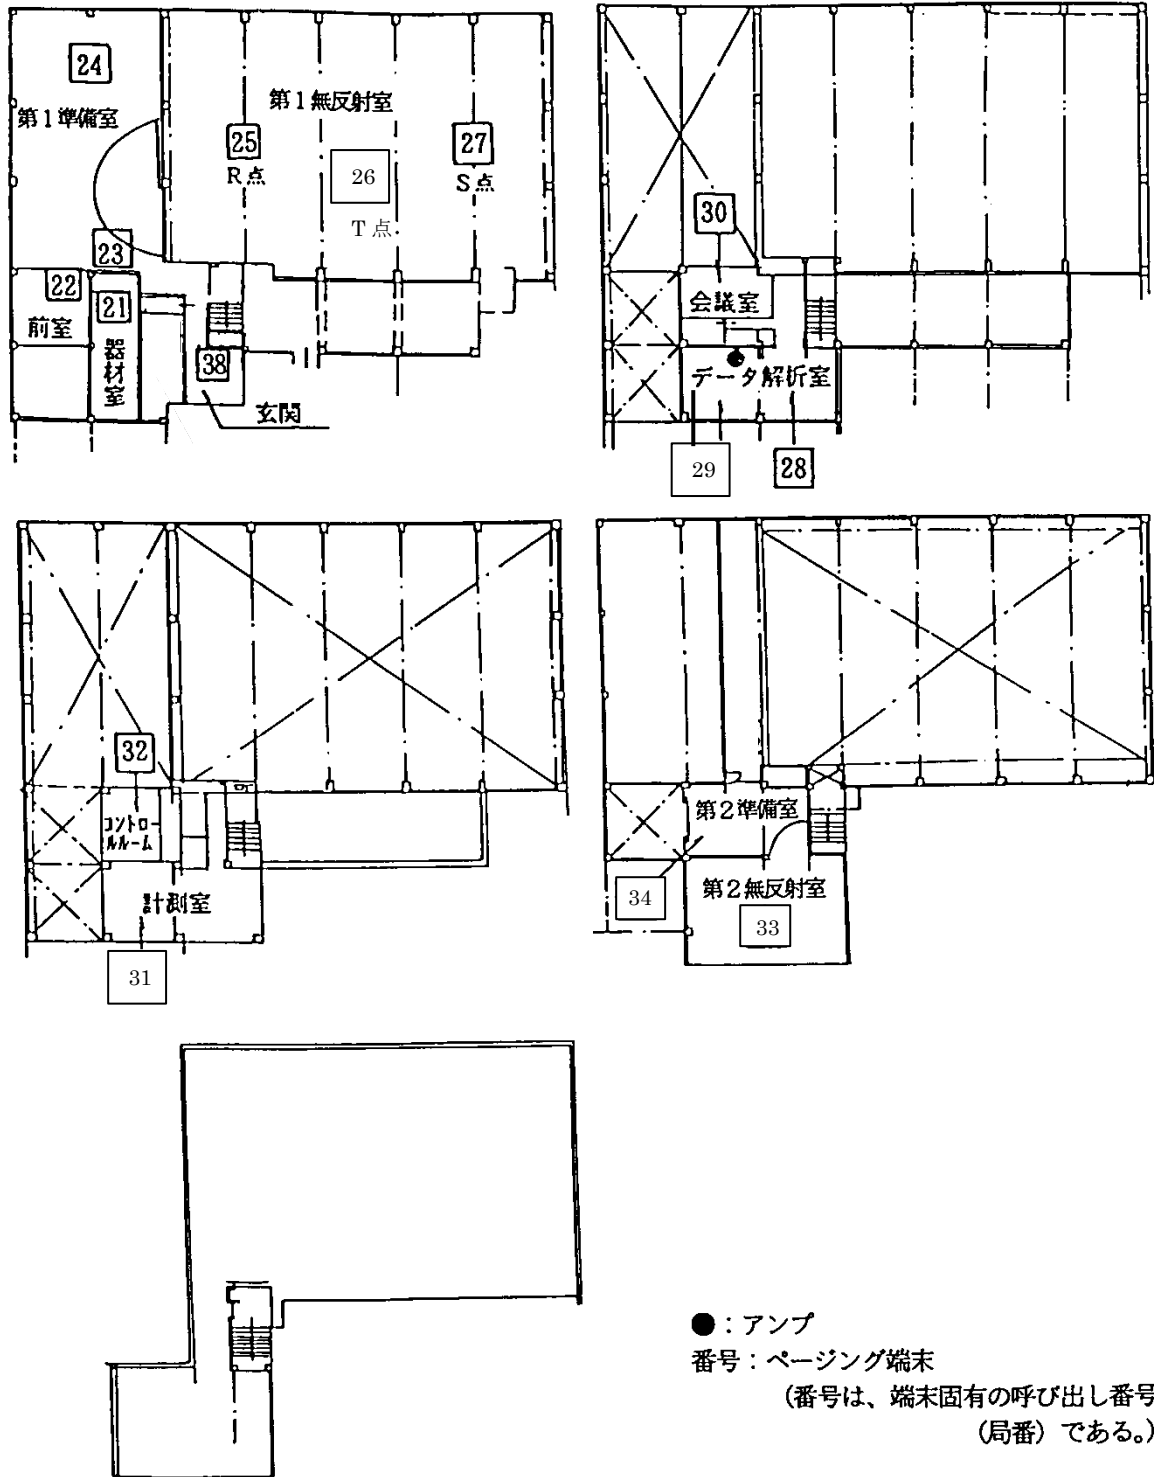 24
第1準備室
第1無反射室
25
R点
26
T点
27
S点
23
22
前室
21
器材室
38
玄関
30
会議室
データ解析室
29
28
32
コントロールルーム
計測室
31
第2準備室
34
第2無反射室
33
●：アンプ
番号：ページング端末
（番号は、端末固有の呼び出し番号
（局番）である。）